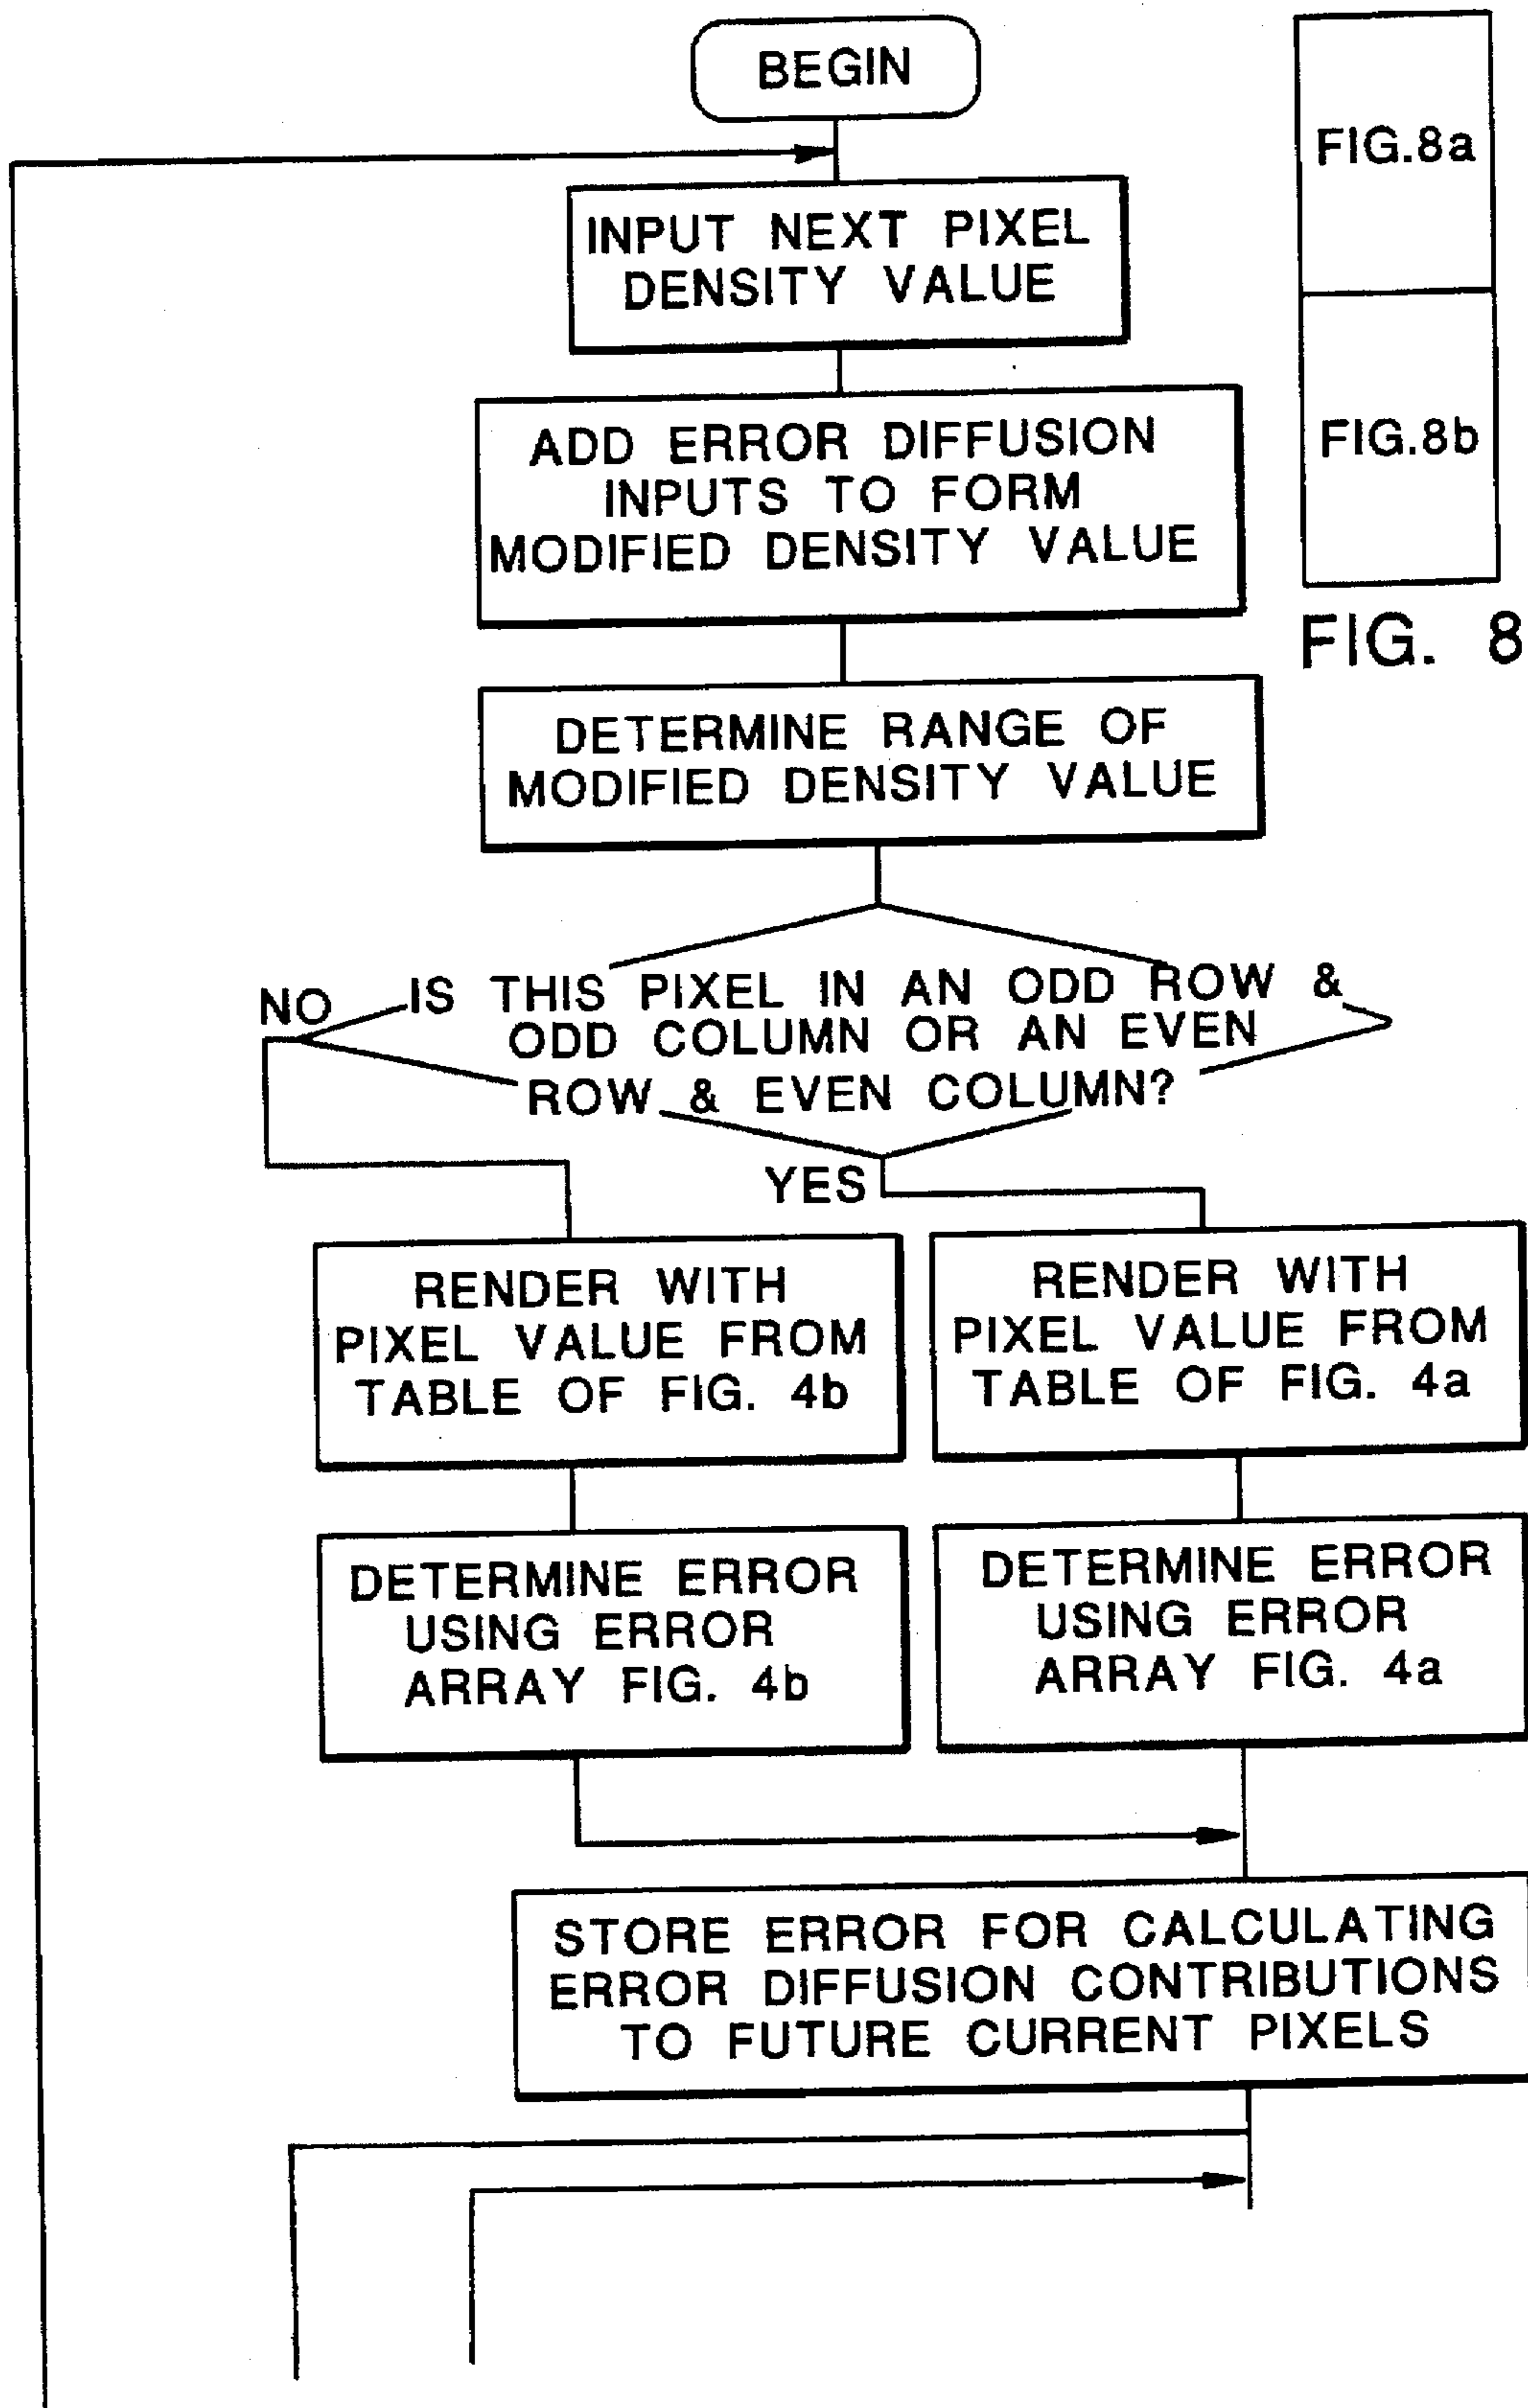 BEGIN
INPUT NEXT PIXEL
DENSITY VALUE
ADD ERROR DIFFUSION
INPUTS TO FORM
MODIFIED DENSITY VALUE
DETERMINE RANGE OF
MODIFIED DENSITY VALUE
NO
IS THIS PIXEL IN AN ODD ROW &
ODD COLUMN OR AN EVEN
ROW & EVEN COLUMN?
YES
RENDER WITH
PIXEL VALUE FROM
TABLE OF FIG. 4b
RENDER WITH
PIXEL VALUE FROM
TABLE OF FIG. 4a
DETERMINE ERROR
USING ERROR
ARRAY FIG. 4b
DETERMINE ERROR
USING ERROR
ARRAY FIG. 4a
STORE ERROR FOR CALCULATING
ERROR DIFFUSION CONTRIBUTIONS
TO FUTURE CURRENT PIXELS
FIG.8a
FIG.8b
FIG. 8